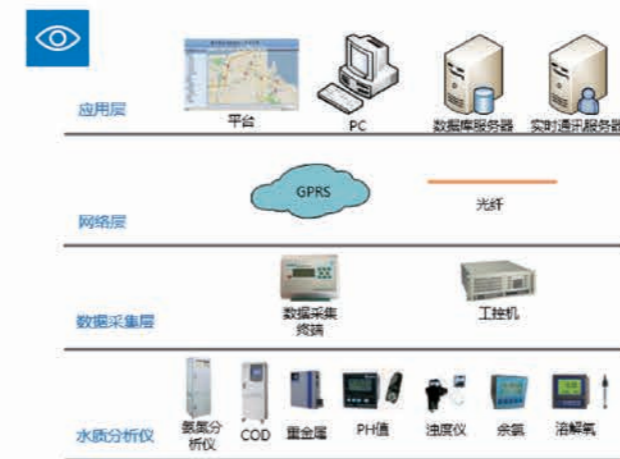 应用层
平台
PC
数据库服务器
实时通讯服务器
网络层
GPRS
光纤
数据采集层
数据采集
终端
工控机
水质分析仪
氨氮分
析仪
COD
重金属
PH值
浊度仪
余氯
溶解氧